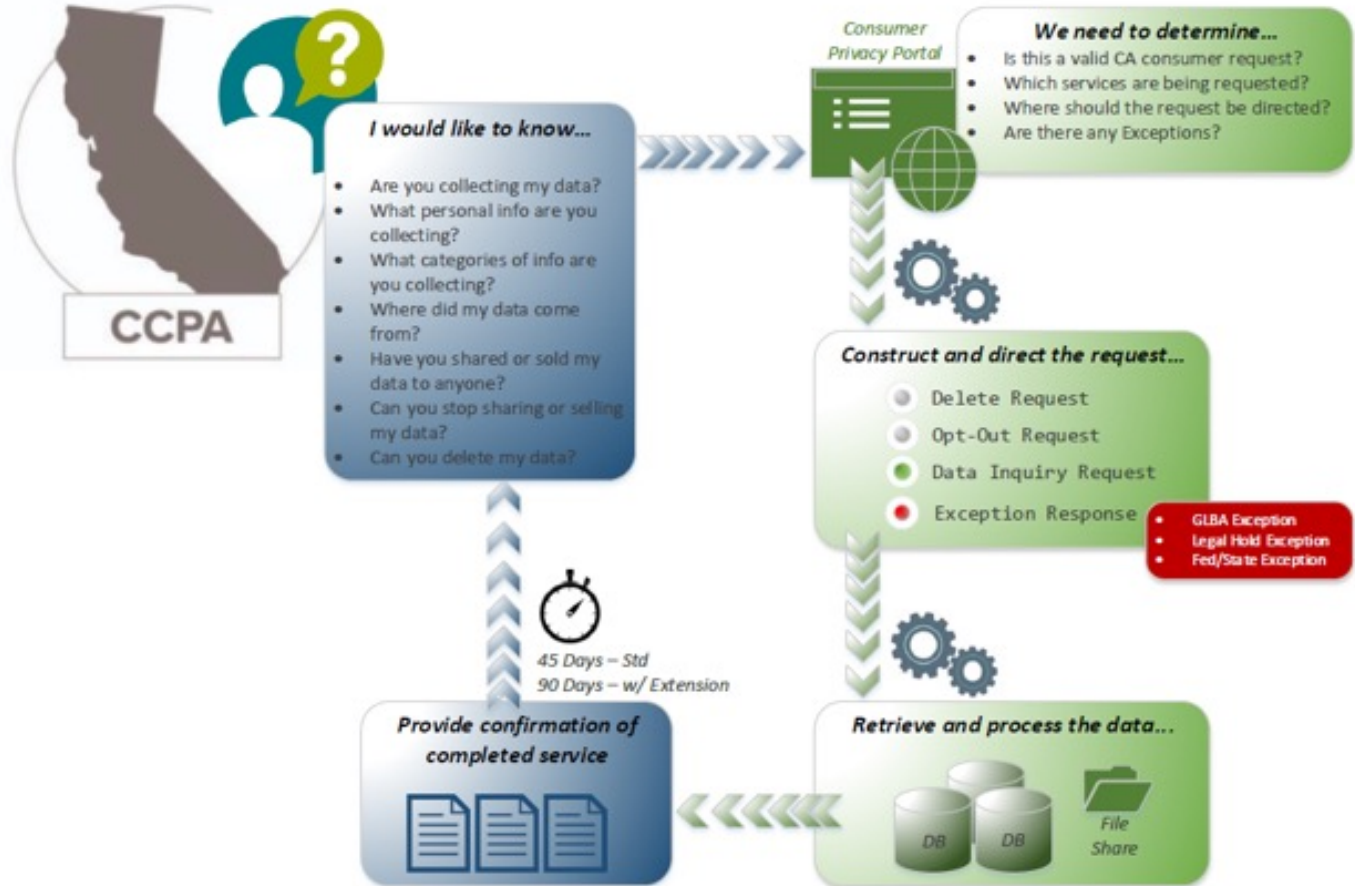 CCPA
I would like to know...
• Are you collecting my data?
• What personal info are you
collecting?
• What categories of info are
you collecting?
• Where did my data come
from?
• Have you shared or sold my
data to anyone?
• Can you stop sharing or selling
my data?
• Can you delete my data?
Consumer
Privacy Portal
We need to determine...
• Is this a valid CA consumer request?
• Which services are being requested?
• Where should the request be directed?
• Are there any Exceptions?
Construct and direct the request...
Delete Request
Opt-Out Request
Data Inquiry Request
Exception Response
• GLBA Exception
• Legal Hold Exception
• Fed/State Exception
Retrieve and process the data...
DB
DB
File
Share
Provide confirmation of
completed service
45 Days – Std
90 Days – w/ Extension